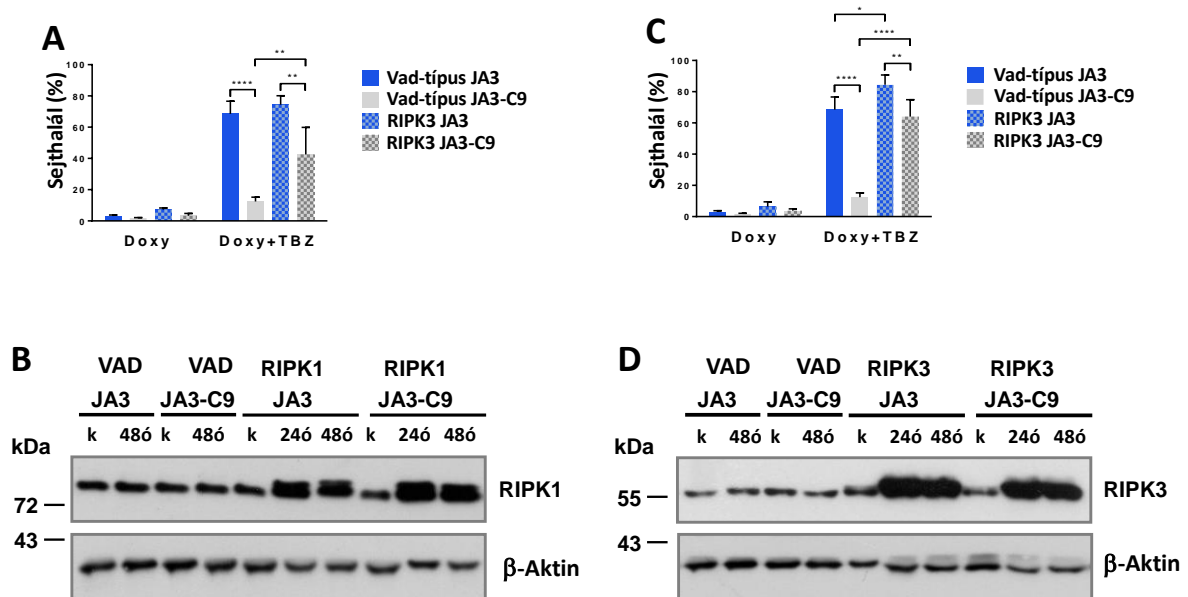 A
Sejthalál (%)
100
80
60
40
20
0
** 
**** **
Doxy Doxy+TBZ
Vad-típus JA3
Vad-típus JA3-C9
RIPK3 JA3
RIPK3 JA3-C9
C
Sejthalál (%)
100
80
60
40
20
0
*
****
**** **
Doxy Doxy+TBZ
Vad-típus JA3
Vad-típus JA3-C9
RIPK3 JA3
RIPK3 JA3-C9
B
VAD VAD RIPK1 RIPK1
JA3 JA3-C9 JA3 JA3-C9
kDa k 48ó k 48ó k 24ó 48ó k 24ó 48ó
72
RIPK1
43
β-Aktin
D
VAD VAD RIPK3 RIPK3
JA3 JA3-C9 JA3 JA3-C9
kDa k 48ó k 48ó k 24ó 48ó k 24ó 48ó
55
RIPK3
43
β-Aktin